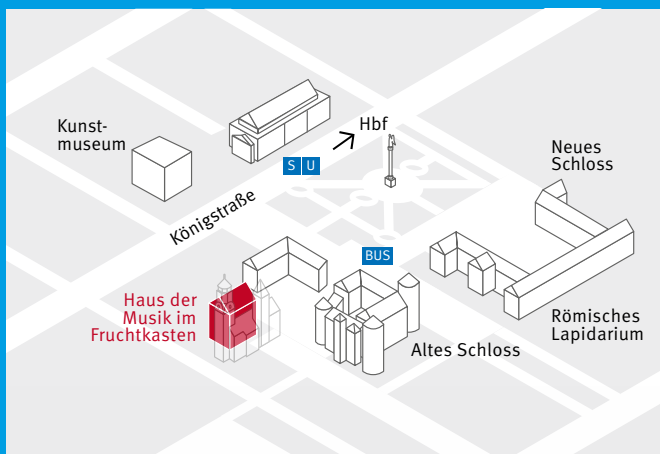 Kunst-
museum
Hbf
S U
Königstraße
Neues
Schloss
BUS
Haus der
Musik im
Fruchtkasten
Altes Schloss
Römisches
Lapidarium